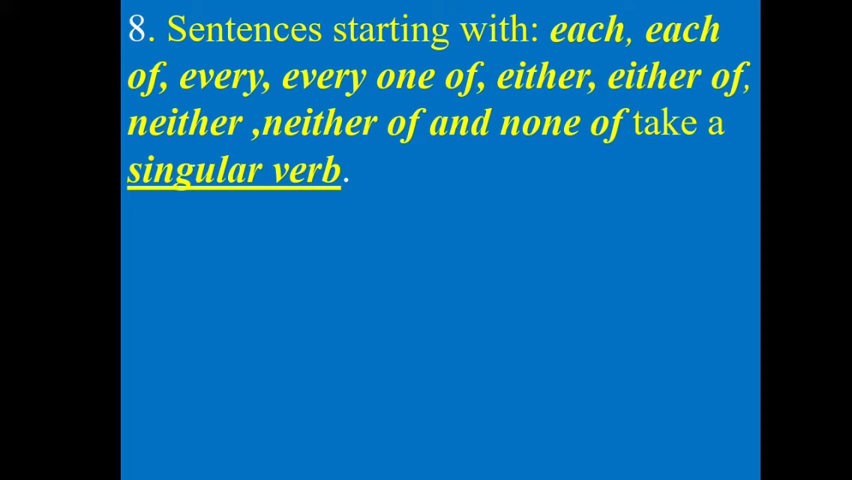 8. Sentences starting with: each, each
of, every, every one of, either, either of,
neither ,neither of and none of take a
singular verb.